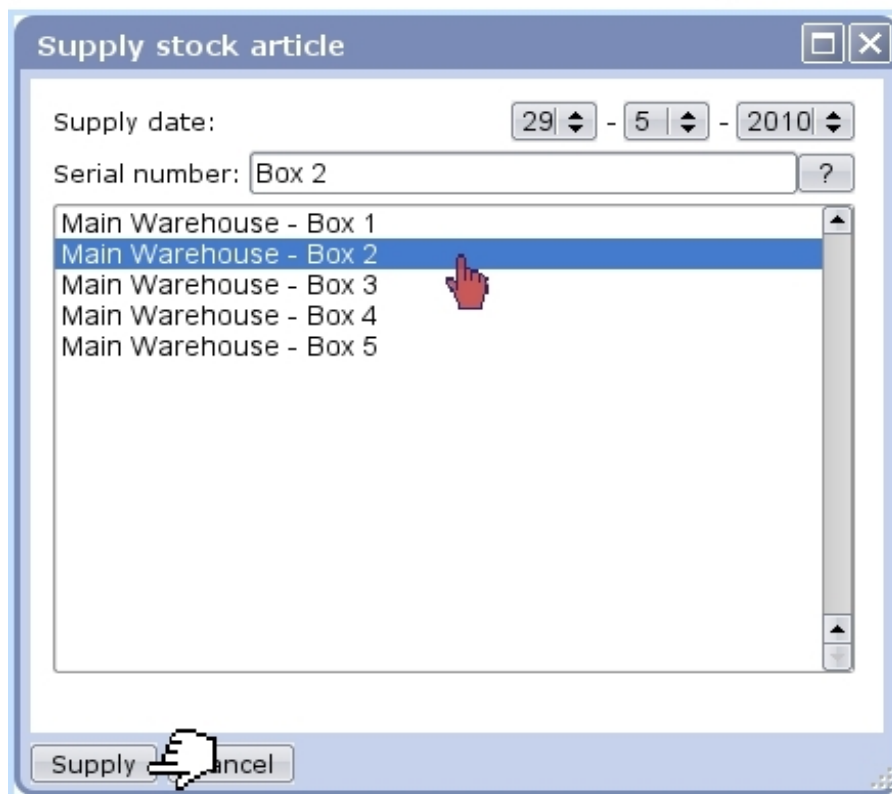 Supply stock article
Supply date: 29 - 5 - 2010
Serial number: Box 2 ?
Main Warehouse - Box 1
Main Warehouse - Box 2
Main Warehouse - Box 3
Main Warehouse - Box 4
Main Warehouse - Box 5
Supply ancel